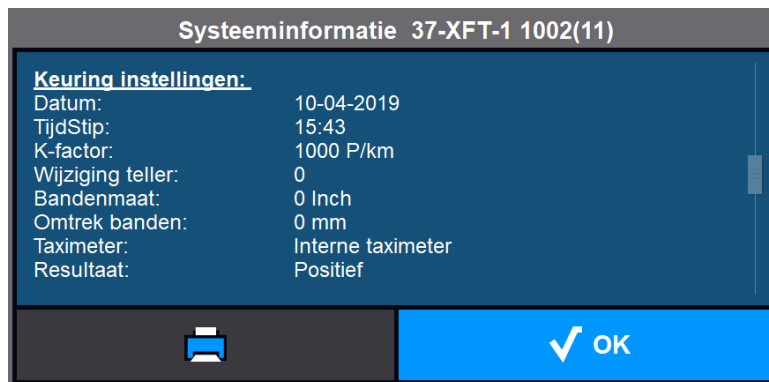 Systeeminformatie 37-XFT-1 1002(11)
Keuring instellingen:
Datum: 10-04-2019
TijdStip: 15:43
K-factor: 1000 P/km
Wijziging teller: 0
Bandenmaat: 0 Inch
Omtrek banden: 0 mm
Taximeter: Interne taximeter
Resultaat: Positief
OK